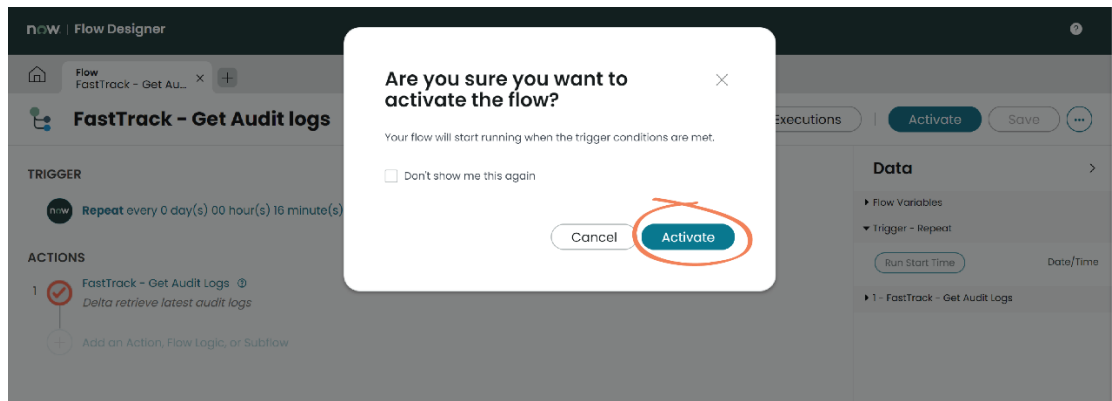 now. | Flow Designer
Flow
FastTrack - Get Au...
FastTrack - Get Audit logs
Executions
Activate
Save
TRIGGER
now
Repeat every 0 day(s) 00 hour(s) 16 minute(s)
ACTIONS
1
FastTrack - Get Audit Logs
Delta retrieve latest audit logs
Add an Action, Flow Logic, or Subflow
Are you sure you want to
activate the flow?
Your flow will start running when the trigger conditions are met.
Don't show me this again
Cancel
Activate
Data
Flow Variables
Trigger - Repeat
Run Start Time
Date/Time
1 - FastTrack - Get Audit Logs